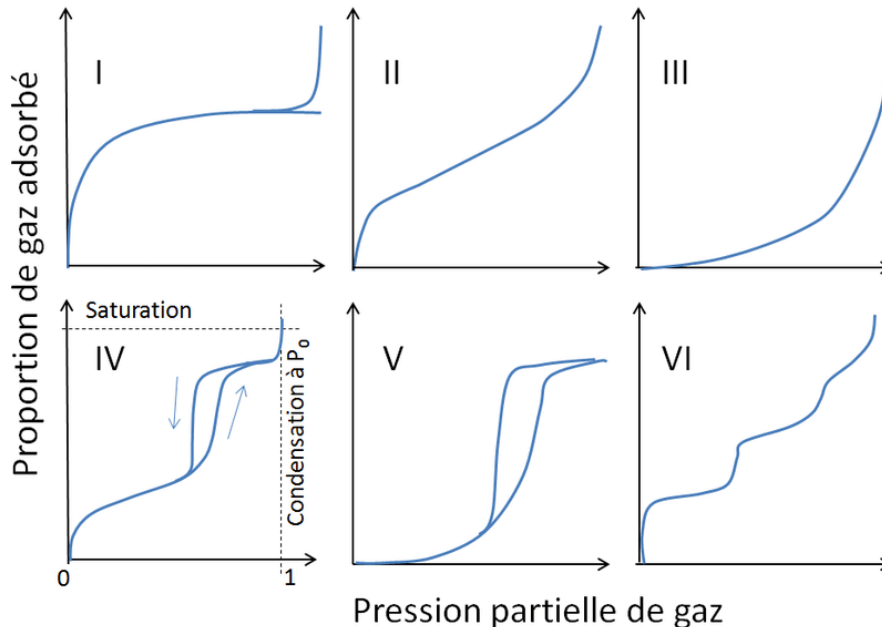 Proportion de gaz adsorbé
I
II
III
Saturation
IV
Condensation à P0
V
VI
0
1
Pression partielle de gaz